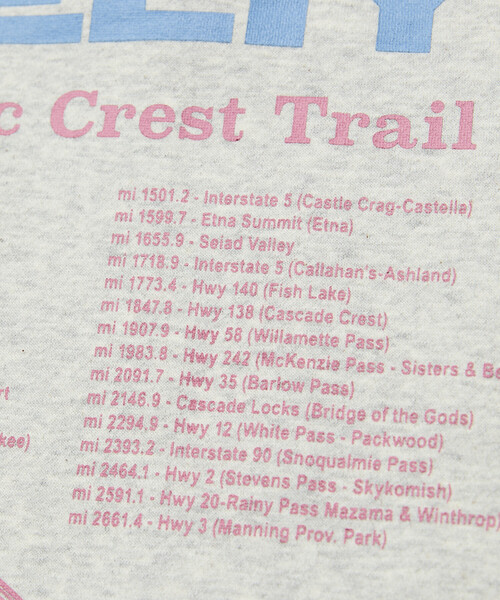 ELTY
c Crest Trail
mi 1501.2 - Interstate 5 (Castle Crag-Castella)
mi 1599.7 - Etna Summit (Etna)
mi 1655.9 - Seiad Valley
mi 1718.9 - Interstate 5 (Callahan's-Ashland)
mi 1773.4 - Hwy 140 (Fish Lake)
mi 1847.8 - Hwy 138 (Cascade Crest)
mi 1907.9 - Hwy 58 (Willamette Pass)
mi 1983.8 - Hwy 242 (McKenzie Pass - Sisters & Be
mi 2091.7 - Hwy 35 (Barlow Pass)
mi 2146.9 - Cascade Locks (Bridge of the Gods)
mi 2294.9 - Hwy 12 (White Pass - Packwood)
mi 2393.2 - Interstate 90 (Snoqualmie Pass)
mi 2464.1 - Hwy 2 (Stevens Pass - Skykomish)
mi 2591.1 - Hwy 20-Rainy Pass Mazama & Winthrop)
mi 2661.4 - Hwy 3 (Manning Prov. Park)
rt
kee)